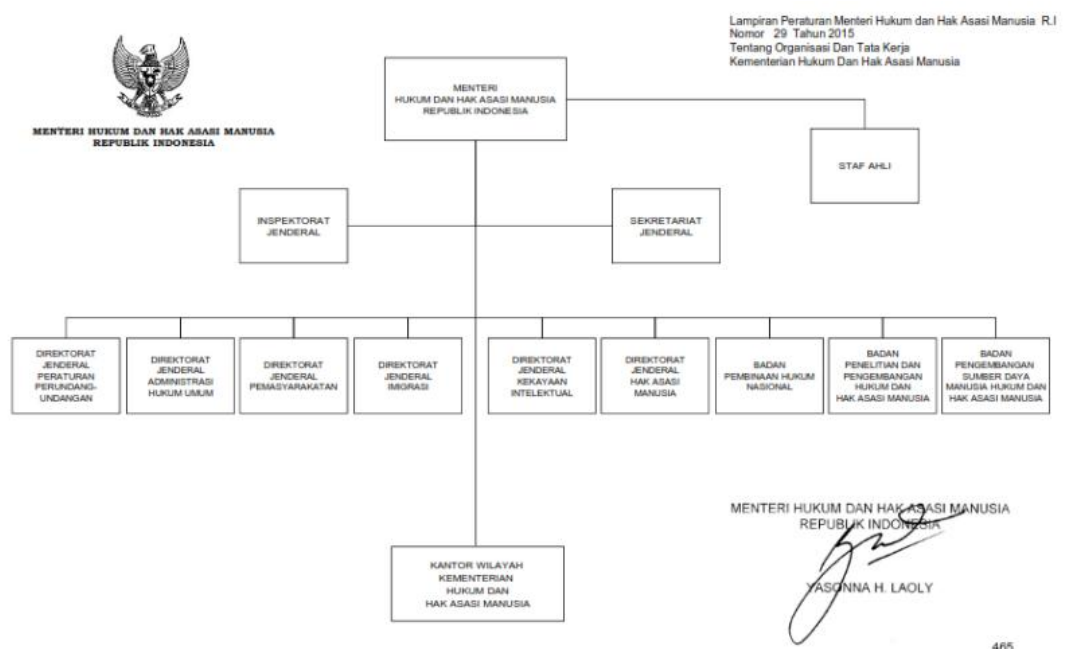 Lampiran Peraturan Menteri Hukum dan Hak Asasi Manusia R.I
Nomor 29 Tahun 2015
Tentang Organisasi Dan Tata Kerja
Kementerian Hukum Dan Hak Asasi Manusia
MENTERI HUKUM DAN HAK ASASI MANUSIA
REPUBLIK INDONESIA
MENTERI
HUKUM DAN HAK ASASI MANUSIA
REPUBLIK INDONESIA
STAF AHLI
INSPEKTORAT
JENDERAL
SEKRETARIAT
JENDERAL
DIREKTORAT
JENDERAL
PERATURAN
PERUNDANG-
UNDANGAN
DIREKTORAT
JENDERAL
ADMINISTRASI
HUKUM UMUM
DIREKTORAT
JENDERAL
PEMASYARAKATAN
DIREKTORAT
JENDERAL
IMIGRASI
DIREKTORAT
JENDERAL
KEKAYAAN
INTELEKTUAL
DIREKTORAT
JENDERAL
HAK ASASI
MANUSIA
BADAN
PEMBINAAN HUKUM
NASIONAL
BADAN
PENELITIAN DAN
PENGEMBANGAN
HUKUM DAN
HAK ASASI MANUSIA
BADAN
PENGEMBANGAN
SUMBER DAYA
MANUSIA HUKUM DAN
HAK ASASI MANUSIA
KANTOR WILAYAH
KEMENTERIAN
HUKUM DAN
HAK ASASI MANUSIA
MENTERI HUKUM DAN HAK ASASI MANUSIA
REPUBLIK INDONESIA
YASONNA H. LAOLY
465